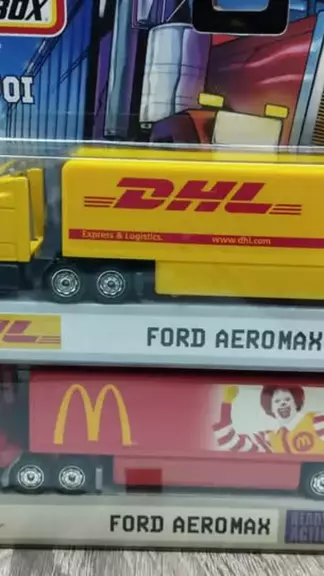 BOX
DHL
Express & Logistics.
www.dhl.com
FORD AEROMAX
FORD AEROMAX